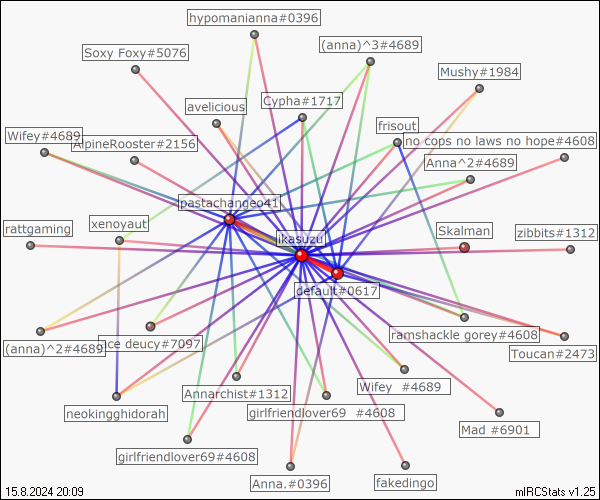 hypomanianna#0396
(anna)^3#4689
Soxy Foxy#5076
Mushy#1984
avelicious
Cypha#1717
frisout
Wifey#4689
AlpineRooster#2156
no cops no laws no hope#4608
Anna^2#4689
pastachangeo41
rattgaming
xenoyaut
ikasuzu
Skalman
zibbits#1312
default#0617
(anna)^2#4689
ice deucy#7097
ramshackle gorey#4608
Toucan#2473
Annarchist#1312
Wifey #4689
neokingghidorah
girlfriendlover69 #4608
Mad #6901
girlfriendlover69#4608
Anna.#0396
fakedingo
15.8.2024 20:09
mIRCStats v1.25